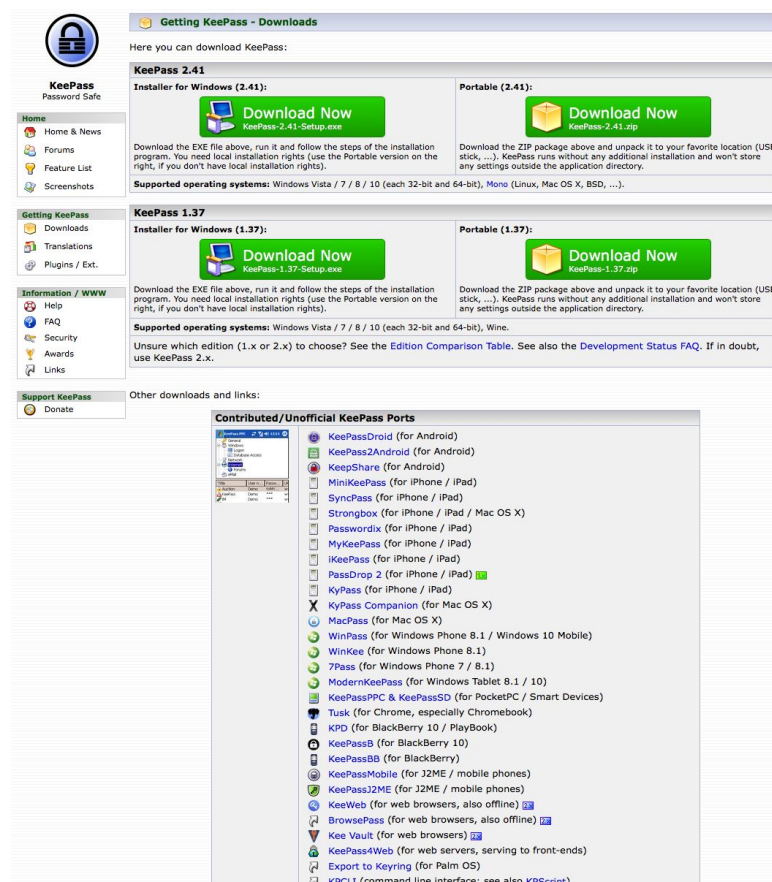 Getting KeePass - Downloads
Here you can download KeePass:
KeePass
Password Safe
Home
Home & News
Forums
Feature List
Screenshots
Getting KeePass
Downloads
Translations
Plugins / Ext.
Information / WWW
Help
FAQ
Security
Awards
Links
Support KeePass
Donate
KeePass 2.41
Installer for Windows (2.41):
Download Now
KeePass-2.41-Setup.exe
Download the EXE file above, run it and follow the steps of the installation
program. You need local installation rights (use the Portable version on the
right, if you don't have local installation rights).
Portable (2.41):
Download Now
KeePass-2.41.zip
Download the ZIP package above and unpack it to your favorite location (USB
stick, ...). KeePass runs without any additional installation and won't store
any settings outside the application directory.
Supported operating systems: Windows Vista / 7 / 8 / 10 (each 32-bit and 64-bit), Mono (Linux, Mac OS X, BSD, ...).
KeePass 1.37
Installer for Windows (1.37):
Download Now
KeePass-1.37-Setup.exe
Download the EXE file above, run it and follow the steps of the installation
program. You need local installation rights (use the Portable version on the
right, if you don't have local installation rights).
Portable (1.37):
Download Now
KeePass-1.37.zip
Download the ZIP package above and unpack it to your favorite location (USB
stick, ...). KeePass runs without any additional installation and won't store
any settings outside the application directory.
Supported operating systems: Windows Vista / 7 / 8 / 10 (each 32-bit and 64-bit), Wine.
Unsure which edition (1.x or 2.x) to choose? See the Edition Comparison Table. See also the Development Status FAQ. If in doubt,
use KeePass 2.x.
Other downloads and links:
Contributed/Unofficial KeePass Ports
KeePassDroid (for Android)
KeePass2Android (for Android)
KeepShare (for Android)
MiniKeePass (for iPhone / iPad)
SyncPass (for iPhone / iPad)
Strongbox (for iPhone / iPad / Mac OS X)
Passwordix (for iPhone / iPad)
MyKeePass (for iPhone / iPad)
iKeePass (for iPhone / iPad)
PassDrop 2 (for iPhone / iPad)
KyPass (for iPhone / iPad)
KyPass Companion (for Mac OS X)
MacPass (for Mac OS X)
WinPass (for Windows Phone 8.1 / Windows 10 Mobile)
WinKee (for Windows Phone 8.1)
7Pass (for Windows Phone 7 / 8.1)
ModernKeePass (for Windows Tablet 8.1 / 10)
KeePassPPC & KeePassSD (for PocketPC / Smart Devices)
Tusk (for Chrome, especially Chromebook)
KPD (for BlackBerry 10 / PlayBook)
KeePassB (for BlackBerry 10)
KeePassBB (for BlackBerry)
KeePassMobile (for J2ME / mobile phones)
KeePassJ2ME (for J2ME / mobile phones)
KeeWeb (for web browsers, also offline)
BrowsePass (for web browsers, also offline)
Kee Vault (for web browsers)
KeePass4Web (for web servers, serving to front-ends)
Export to Keyring (for Palm OS)
KPCLI (command line interface; see also KPScript)